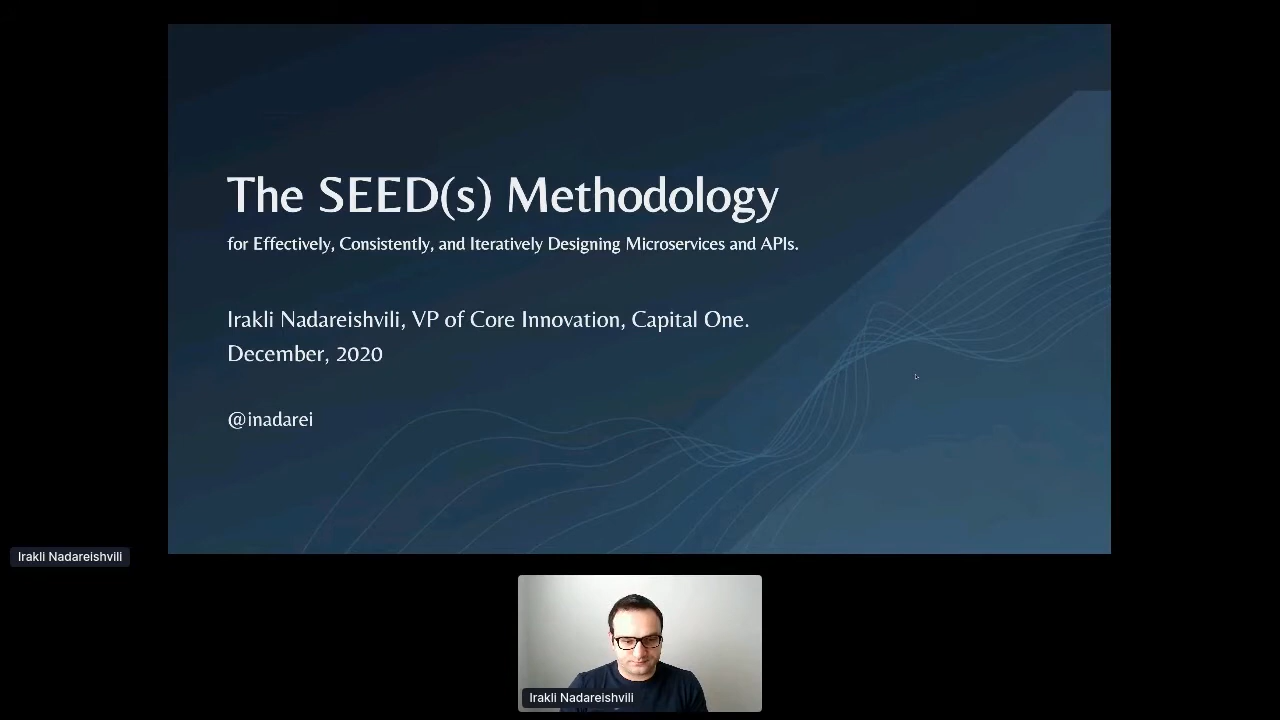 The SEED(s) Methodology
for Effectively, Consistently, and Iteratively Designing Microservices and APIs.
Irakli Nadareishvili, VP of Core Innovation, Capital One.
December, 2020
@inadarei
Irakli Nadareishvili
Irakli Nadareishvili